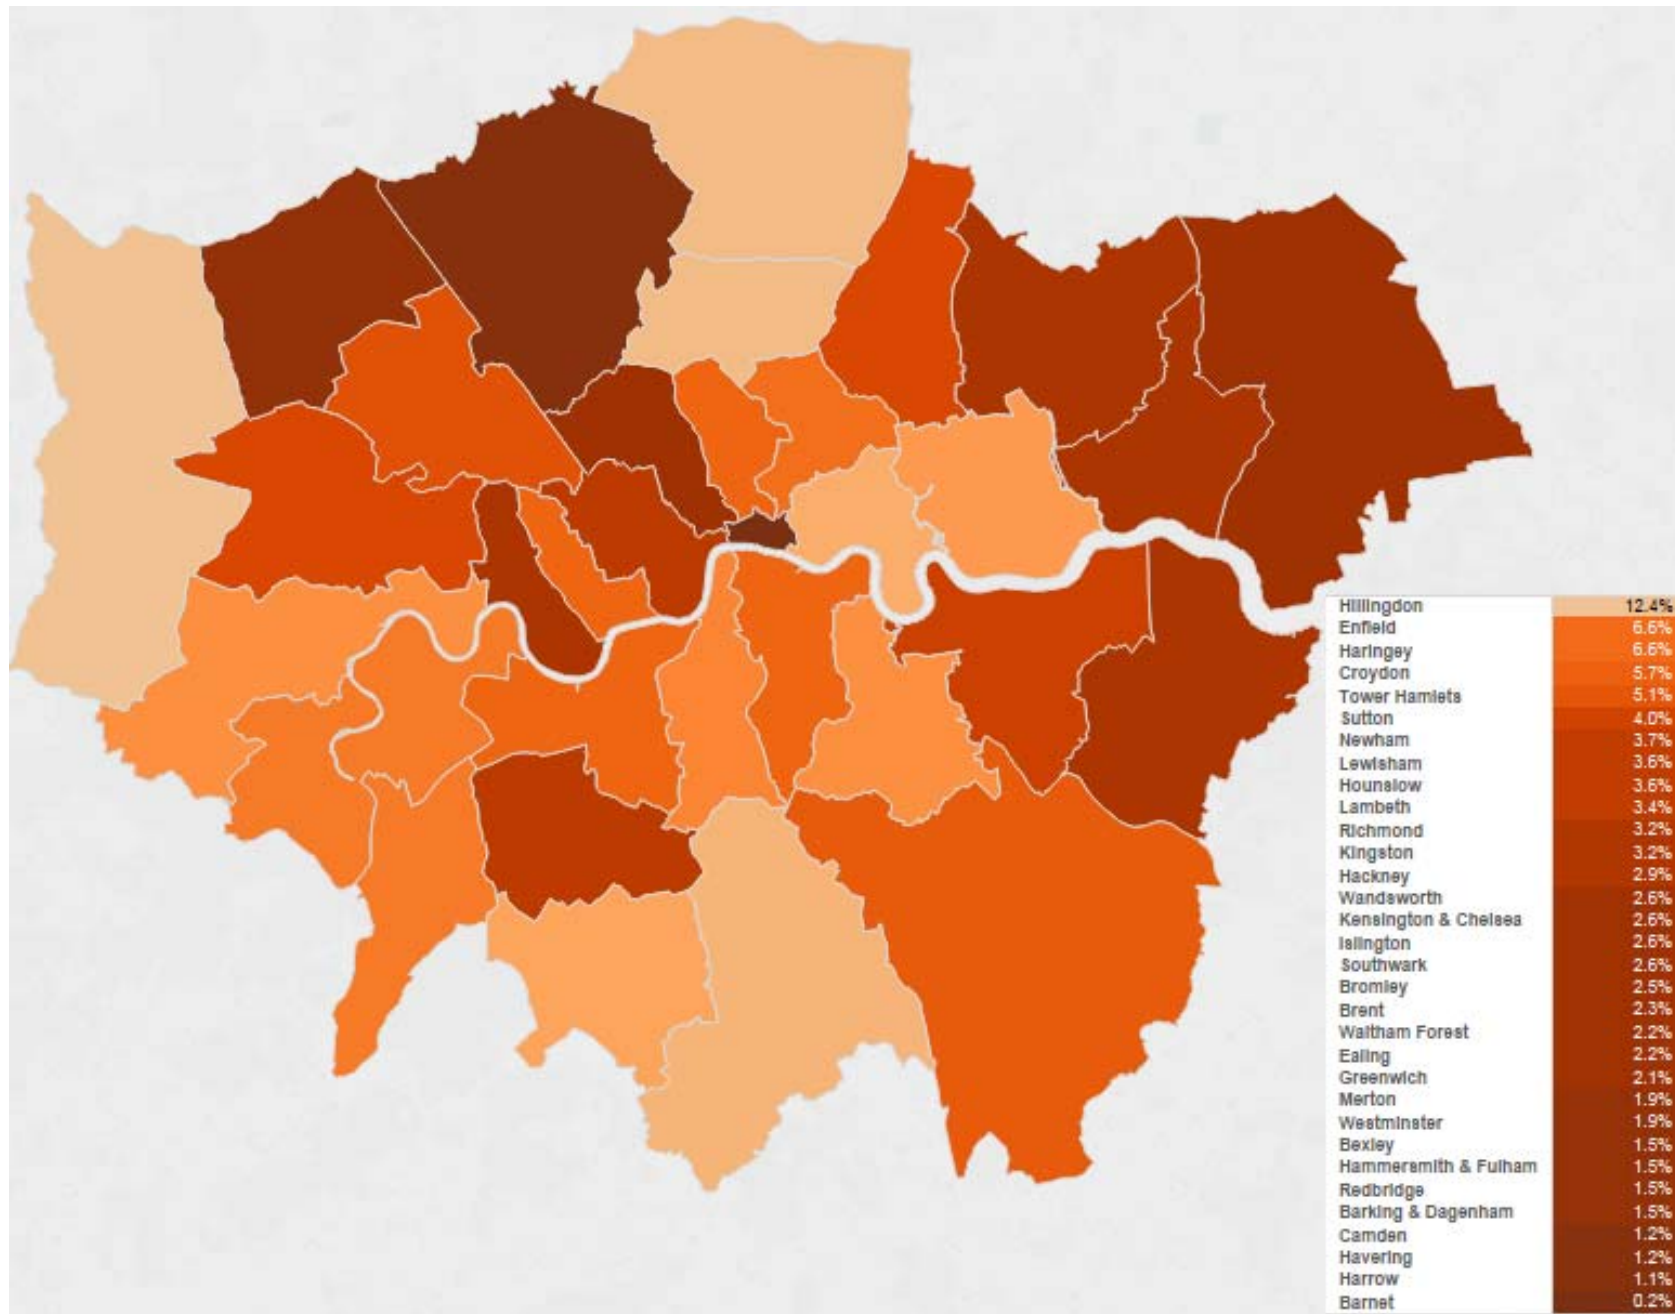 Hillingdon 12.4%
Enfield 6.6%
Haringey 6.6%
Croydon 5.7%
Tower Hamlets 5.1%
Sutton 4.0%
Newham 3.7%
Lewisham 3.6%
Hounslow 3.6%
Lambeth 3.4%
Richmond 3.2%
Kingston 3.2%
Hackney 2.9%
Wandsworth 2.6%
Kensington & Chelsea 2.6%
Islington 2.6%
Southwark 2.6%
Bromley 2.5%
Brent 2.3%
Waltham Forest 2.2%
Ealing 2.2%
Greenwich 2.1%
Merton 1.9%
Westminster 1.9%
Bexley 1.5%
Hammersmith & Fulham 1.5%
Redbridge 1.5%
Barking & Dagenham 1.5%
Camden 1.2%
Havering 1.2%
Harrow 1.1%
Barnet 0.2%